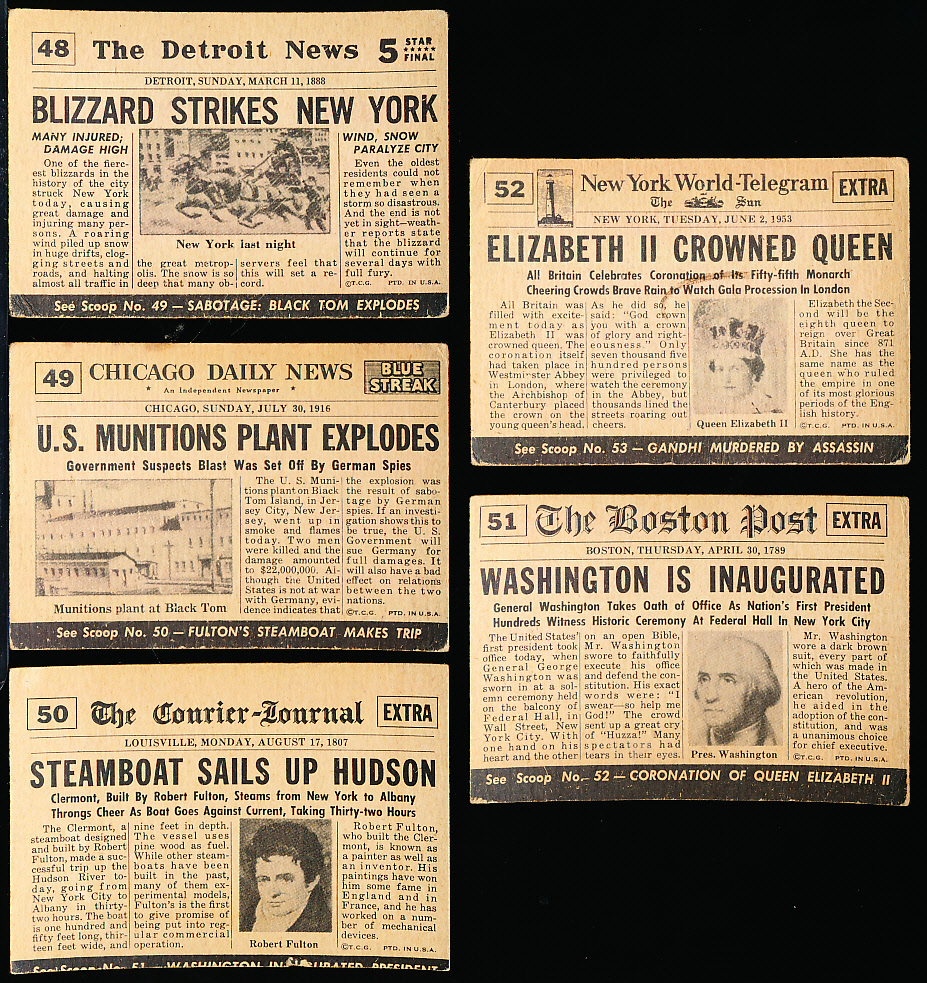 48
The Detroit News
5
STAR
★★★★★
FINAL
DETROIT, SUNDAY, MARCH 11, 1888
BLIZZARD STRIKES NEW YORK
MANY INJURED;
DAMAGE HIGH
One of the fierc-
est blizzards in the
history of the city
struck New York
today, causing
great damage and
injuring many per-
sons. A roaring
wind piled up snow
in huge drifts, clog-
ging streets and
roads, and halting
almost all traffic in
New York last night
the great metrop-
olis. The snow is so
deep that many ob-
servers feel that
this will set a re-
cord.
WIND, SNOW
PARALYZE CITY
Even the oldest
residents could not
remember when
they had seen a
storm so disastrous.
And the end is not
yet in sight—weath-
er reports state
that the blizzard
will continue for
several days with
full fury.
©T.C.G. PTD. IN U.S.A.
See Scoop No. 49 — SABOTAGE: BLACK TOM EXPLODES
49
CHICAGO DAILY NEWS
★ An Independent Newspaper ★
BLUE
STREAK
CHICAGO, SUNDAY, JULY 30, 1916
U.S. MUNITIONS PLANT EXPLODES
Government Suspects Blast Was Set Off By German Spies
Munitions plant at Black Tom
The U. S. Muni-
tions plant on Black
Tom Island, in Jer-
sey City, New Jer-
sey, went up in
smoke and flames
today. Two men
were killed and the
damage amounted
to $22,000,000. Al-
though the United
States is not at war
with Germany, evi-
dence indicates that
the explosion was
the result of sabo-
tage by German
spies. If an investi-
gation shows this to
be true, the U. S.
Government will
sue Germany for
full damages. It
will also have a bad
effect on relations
between the two
nations.
©T.C.G. PTD. IN U.S.A.
See Scoop No. 50 — FULTON'S STEAMBOAT MAKES TRIP
50
The Courier-Journal
EXTRA
LOUISVILLE, MONDAY, AUGUST 17, 1807
STEAMBOAT SAILS UP HUDSON
Clermont, Built By Robert Fulton, Steams from New York to Albany
Throngs Cheer As Boat Goes Against Current, Taking Thirty-two Hours
The Clermont, a
steamboat designed
and built by Robert
Fulton, made a suc-
cessful trip up the
Hudson River to-
day, going from
New York City to
Albany in thirty-
two hours. The boat
is one hundred and
fifty feet long, thir-
teen feet wide, and
nine feet in depth.
The vessel uses
pine wood as fuel.
While other steam-
boats have been
built in the past,
many of them ex-
perimental models,
Fulton's is the first
to give promise of
being put into reg-
ular commercial
operation.
Robert Fulton
Robert Fulton,
who built the Cler-
mont, is known as
a painter as well as
an inventor. His
paintings have won
him some fame in
England and in
France, and he has
worked on a num-
ber of mechanical
devices.
©T.C.G. PTD. IN U.S.A.
See Scoop No. 51 — WASHINGTON INAUGURATED PRESIDENT
52
New York World-Telegram
The Sun
EXTRA
NEW YORK, TUESDAY, JUNE 2, 1953
ELIZABETH II CROWNED QUEEN
All Britain Celebrates Coronation of Its Fifty-fifth Monarch
Cheering Crowds Brave Rain to Watch Gala Procession In London
All Britain was
filled with excite-
ment today as
Elizabeth II was
crowned queen. The
coronation itself
had taken place in
Westminster Abbey
in London, where
the Archbishop of
Canterbury placed
the crown on the
young queen's head.
As he did so, he
said: "God crown
you with a crown
of glory and right-
eousness." Only
seven thousand five
hundred persons
were privileged to
watch the ceremony
in the Abbey, but
thousands lined the
streets roaring out
cheers.
Queen Elizabeth II
Elizabeth the Sec-
ond will be the
eighth queen to
reign over Great
Britain since 871
A.D. She has the
same name as the
queen who ruled
the empire in one
of its most glorious
periods of the Eng-
lish history.
©T.C.G. PTD. IN U.S.A.
See Scoop No. 53 — GANDHI MURDERED BY ASSASSIN
51
The Boston Post
EXTRA
BOSTON, THURSDAY, APRIL 30, 1789
WASHINGTON IS INAUGURATED
General Washington Takes Oath of Office As Nation's First President
Hundreds Witness Historic Ceremony At Federal Hall In New York City
The United States'
first president took
office today, when
General George
Washington was
sworn in at a sol-
emn ceremony held
on the balcony of
Federal Hall, in
Wall Street, New
York City. With
one hand on his
heart and the other
on an open Bible,
Mr. Washington
swore to faithfully
execute his office
and defend the con-
stitution. His exact
words were: "I
swear—so help me
God!" The crowd
sent up a great cry
of "Huzza!" Many
spectators had
tears in their eyes.
Pres. Washington
Mr. Washington
wore a dark brown
suit, every part of
which was made in
the United States.
A hero of the Am-
erican revolution,
he aided in the
adoption of the con-
stitution, and was
a unanimous choice
for chief executive.
©T.C.G. PTD. IN U.S.A.
See Scoop No. 52 — CORONATION OF QUEEN ELIZABETH II